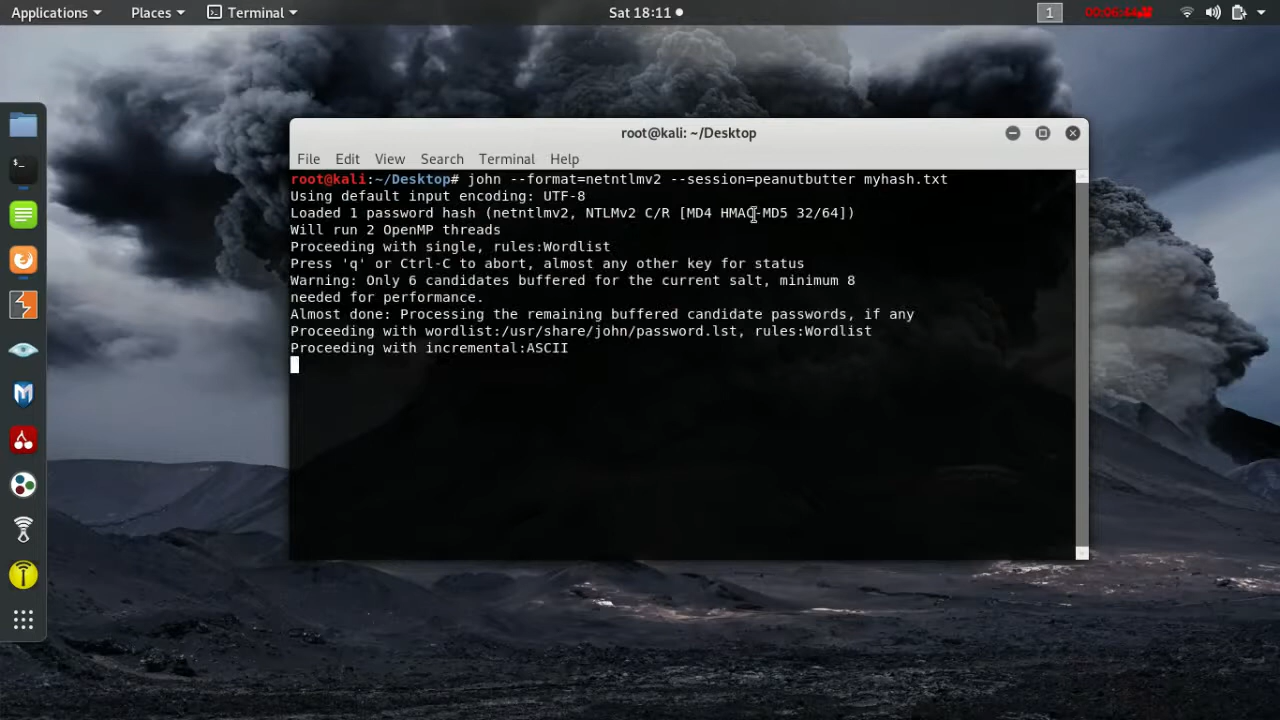 Applications Places Terminal Sat 18:11 1 00:06:44
root@kali: ~/Desktop
File Edit View Search Terminal Help
root@kali:~/Desktop# john --format=netntlmv2 --session=peanutbutter myhash.txt
Using default input encoding: UTF-8
Loaded 1 password hash (netntlmv2, NTLMv2 C/R [MD4 HMAC-MD5 32/64])
Will run 2 OpenMP threads
Proceeding with single, rules:Wordlist
Press 'q' or Ctrl-C to abort, almost any other key for status
Warning: Only 6 candidates buffered for the current salt, minimum 8
needed for performance.
Almost done: Processing the remaining buffered candidate passwords, if any
Proceeding with wordlist:/usr/share/john/password.lst, rules:Wordlist
Proceeding with incremental:ASCII